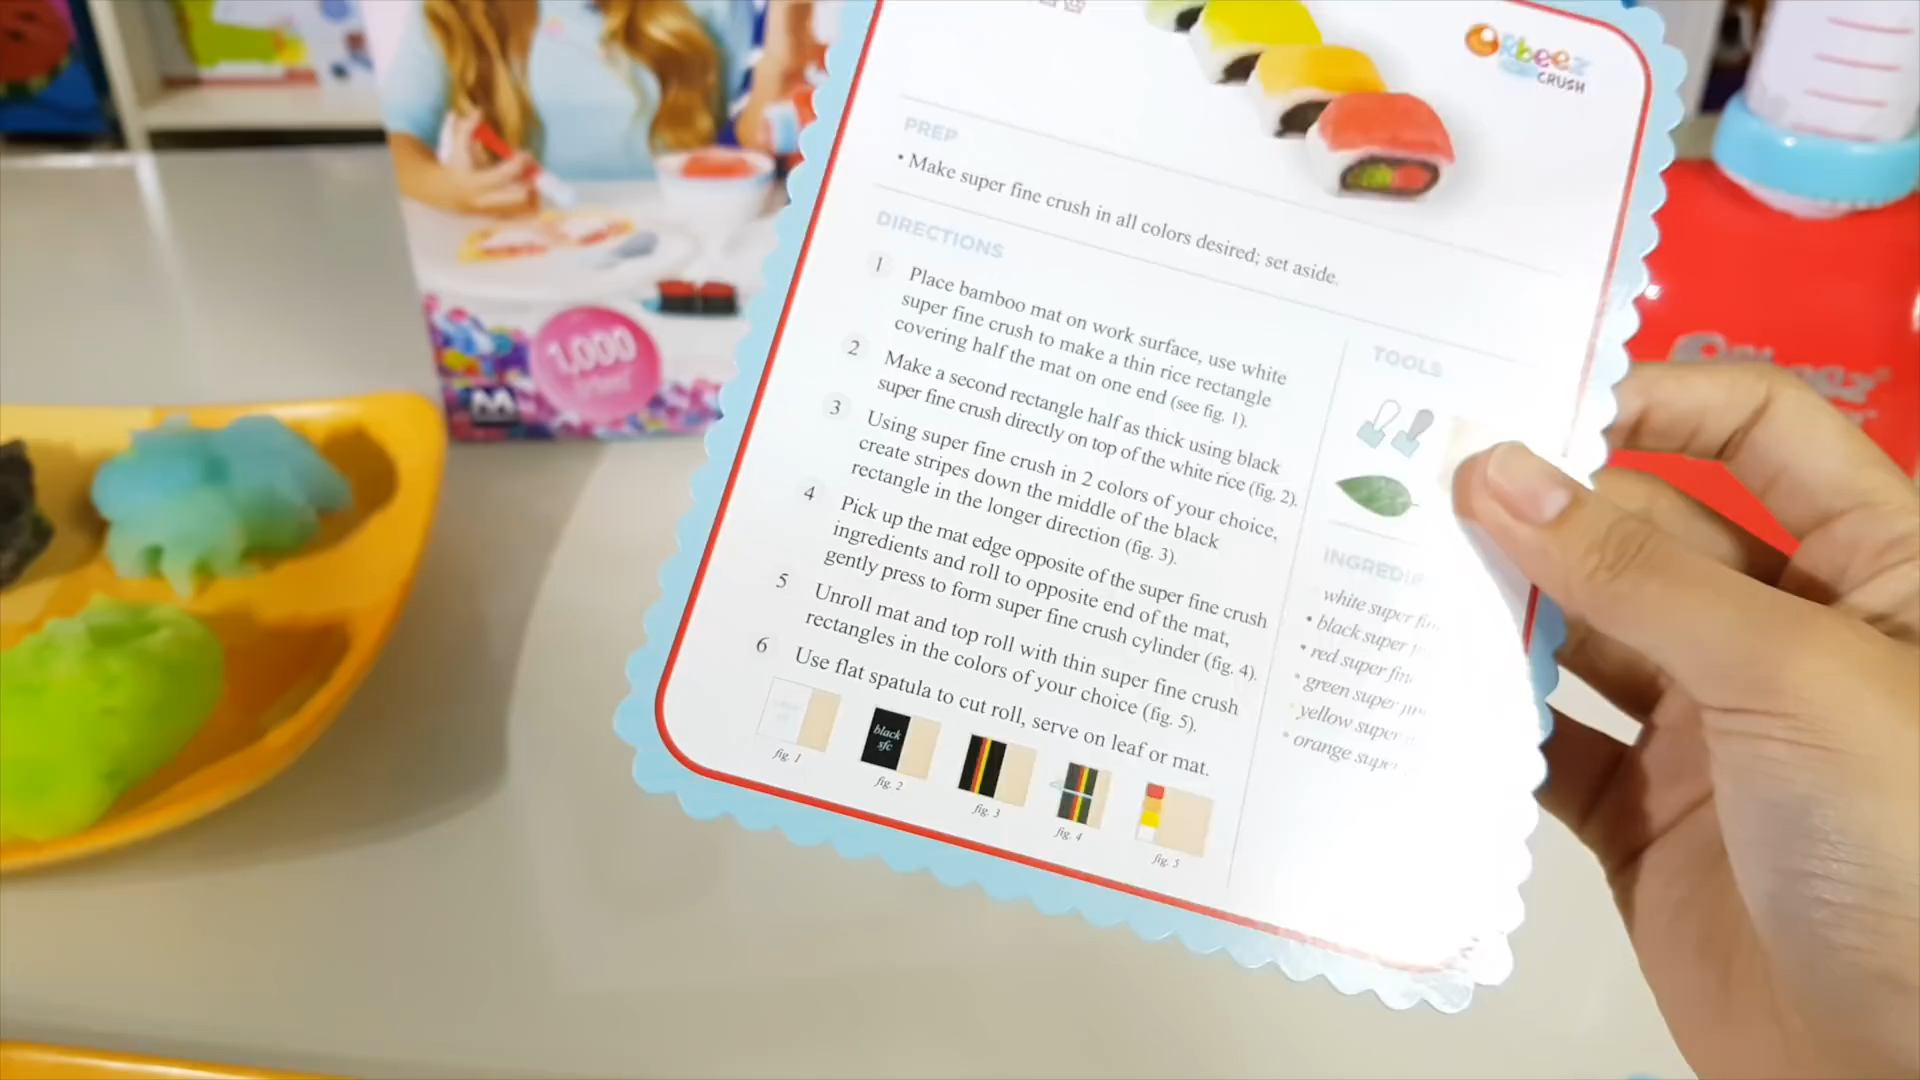 ORbeez
CRUSH
PREP
• Make super fine crush in all colors desired; set aside.
DIRECTIONS
1 Place bamboo mat on work surface, use white
super fine crush to make a thin rice rectangle
covering half the mat on one end (see fig. 1).
2 Make a second rectangle half as thick using black
super fine crush directly on top of the white rice (fig. 2).
3 Using super fine crush in 2 colors of your choice,
create stripes down the middle of the black
rectangle in the longer direction (fig. 3).
4 Pick up the mat edge opposite of the super fine crush
ingredients and roll to opposite end of the mat,
gently press to form super fine crush cylinder (fig. 4).
5 Unroll mat and top roll with thin super fine crush
rectangles in the colors of your choice (fig. 5).
6 Use flat spatula to cut roll, serve on leaf or mat.
black
sfc
fig. 1
fig. 2
fig. 3
fig. 4
fig. 5
TOOLS
white super
• black super
• red super
• green super
yellow super
• orange super
1,000